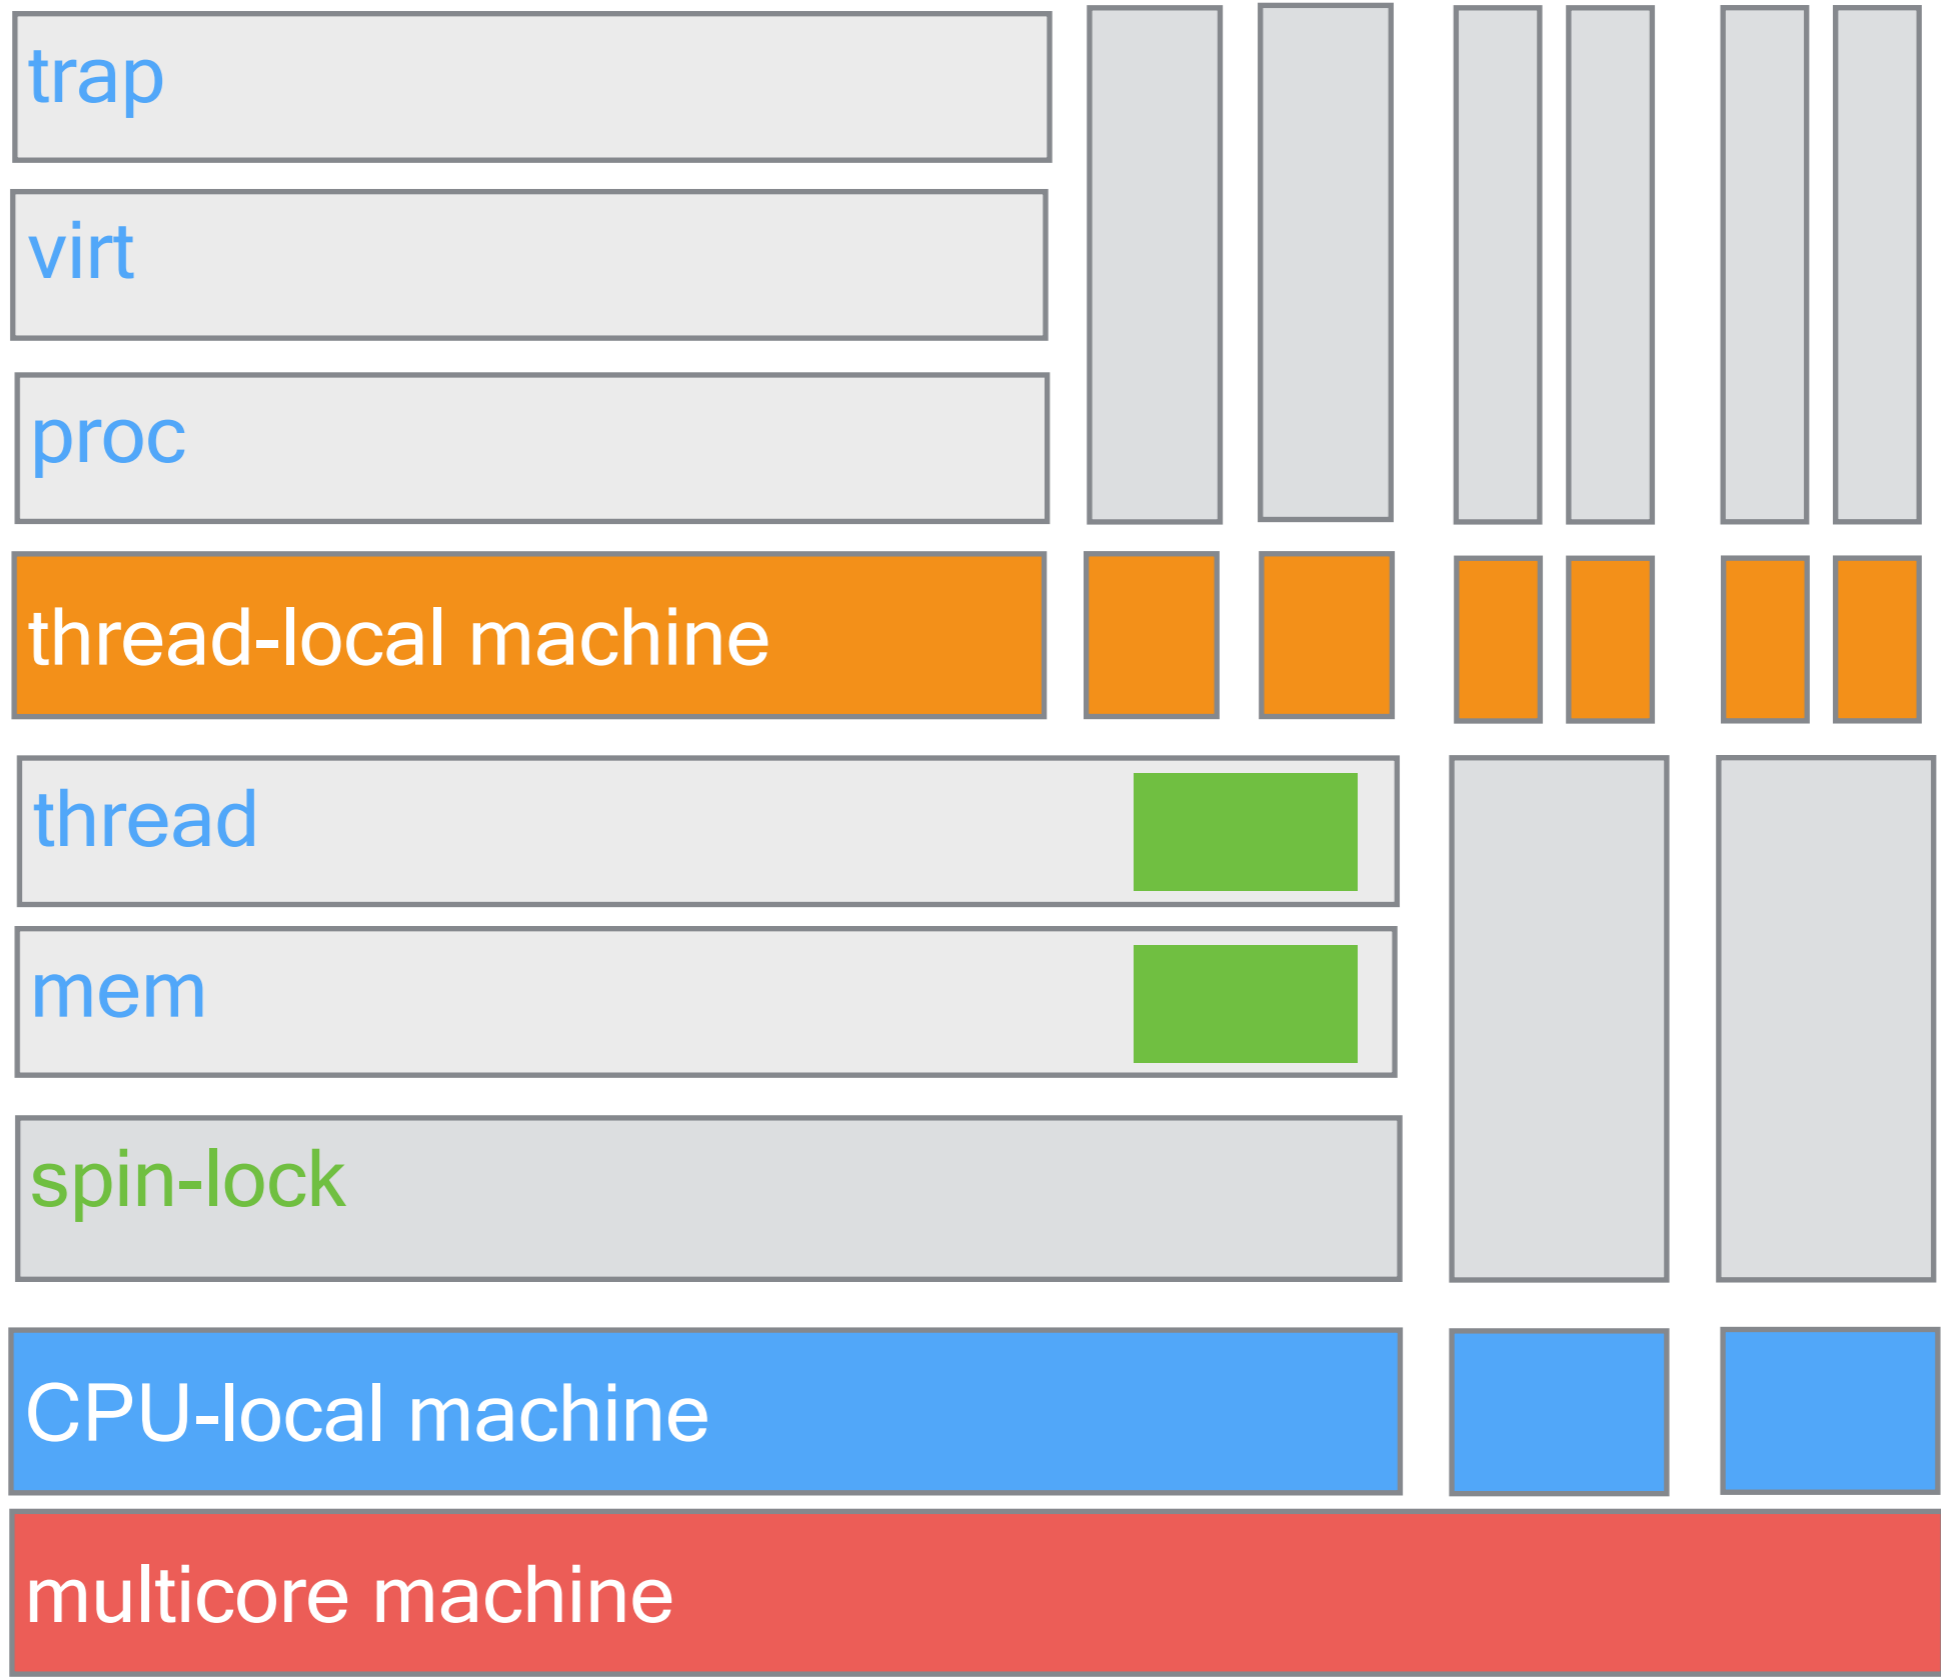 trap
virt
proc
thread-local machine
thread
mem
spin-lock
CPU-local machine
multicore machine